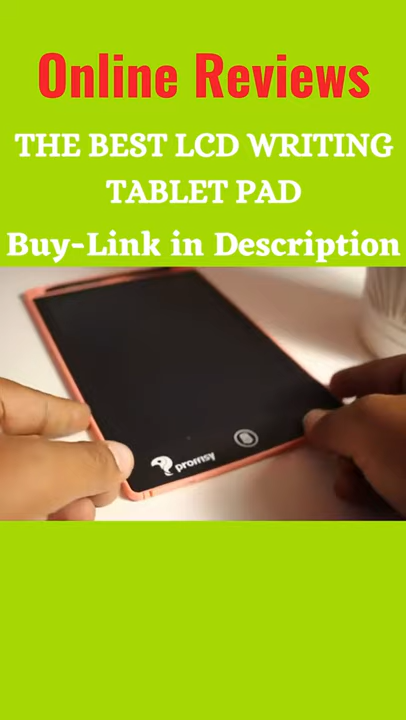 Online Reviews
THE BEST LCD WRITING
TABLET PAD
Buy-Link in Description
promsy